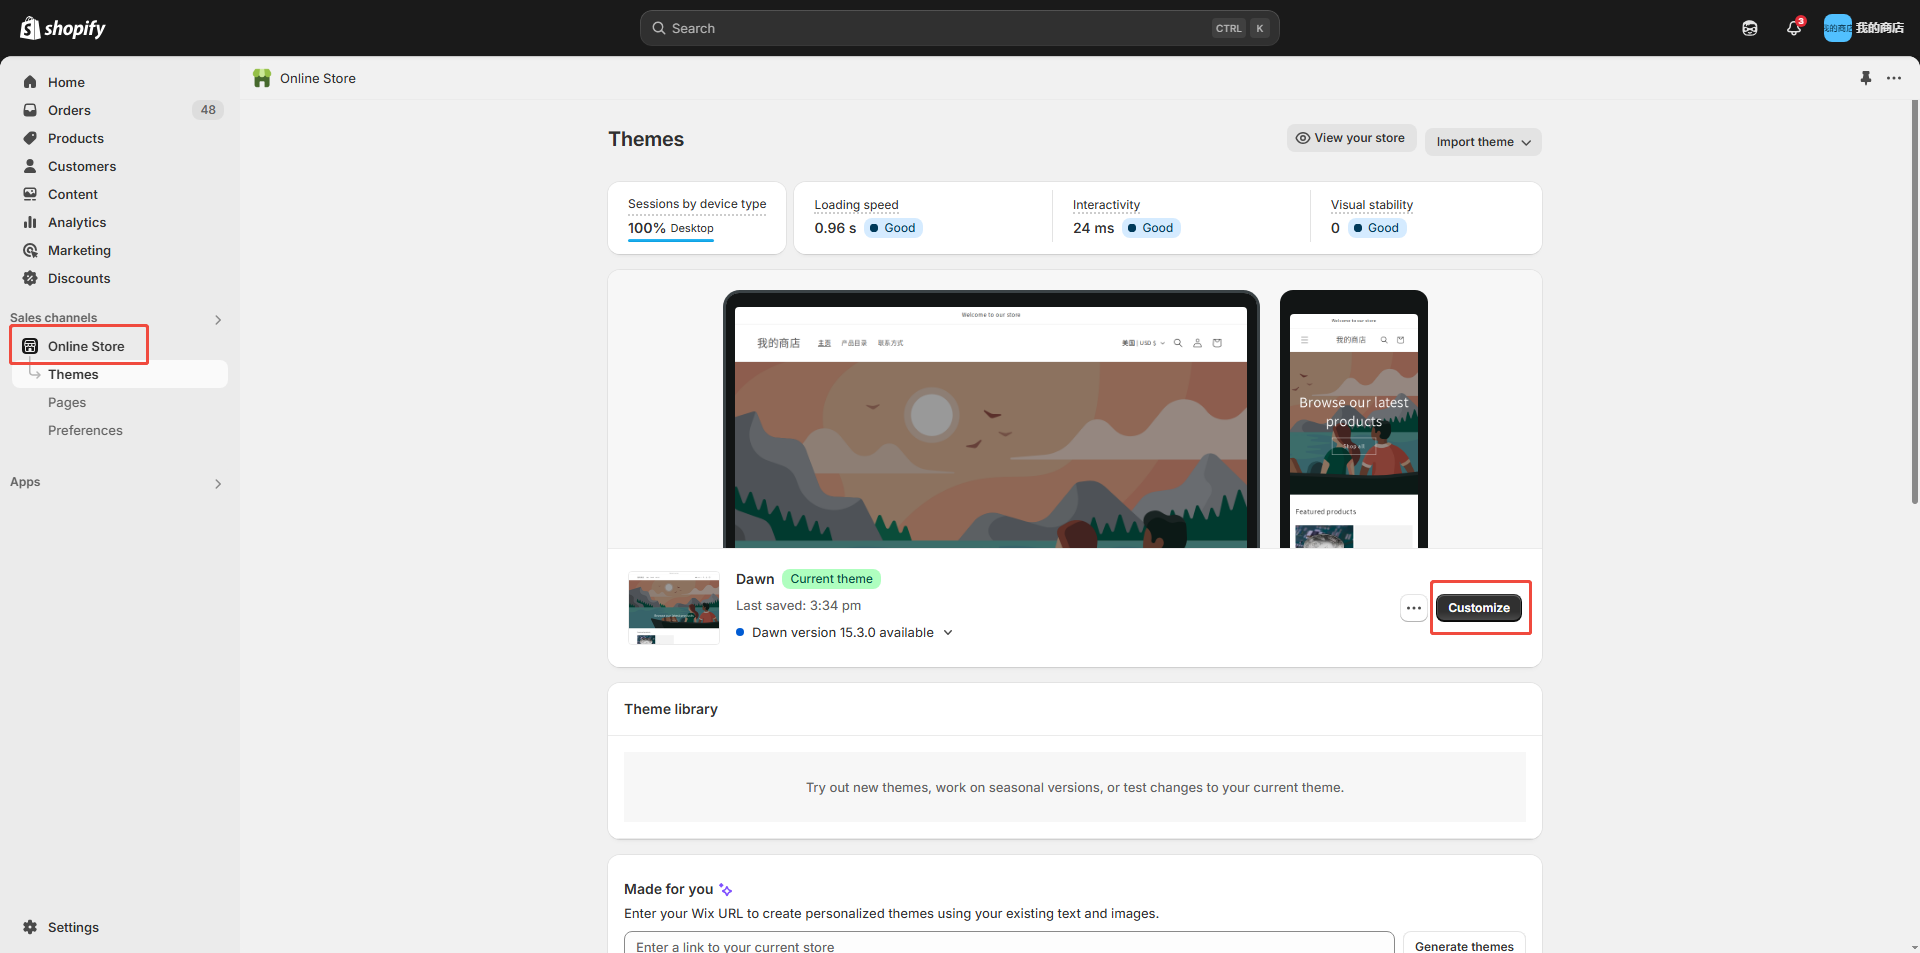 shopify
Search
CTRL K
3
我的商店
我的商店
Home
Orders
48
Products
Customers
Content
Analytics
Marketing
Discounts
Sales channels
Online Store
Themes
Pages
Preferences
Apps
Settings
Online Store
Themes
View your store
Import theme
Sessions by device type
100% Desktop
Loading speed
0.96 s Good
Interactivity
24 ms Good
Visual stability
0 Good
Welcome to our store
我的商店 主页 产品目录 联系方式 美国 | USD $
Welcome to our store
我的商店
Browse our latest
products
Shop all
Featured products
Dawn Current theme
Last saved: 3:34 pm
Dawn version 15.3.0 available
Customize
Theme library
Try out new themes, work on seasonal versions, or test changes to your current theme.
Made for you
Enter your Wix URL to create personalized themes using your existing text and images.
Enter a link to your current store
Generate themes